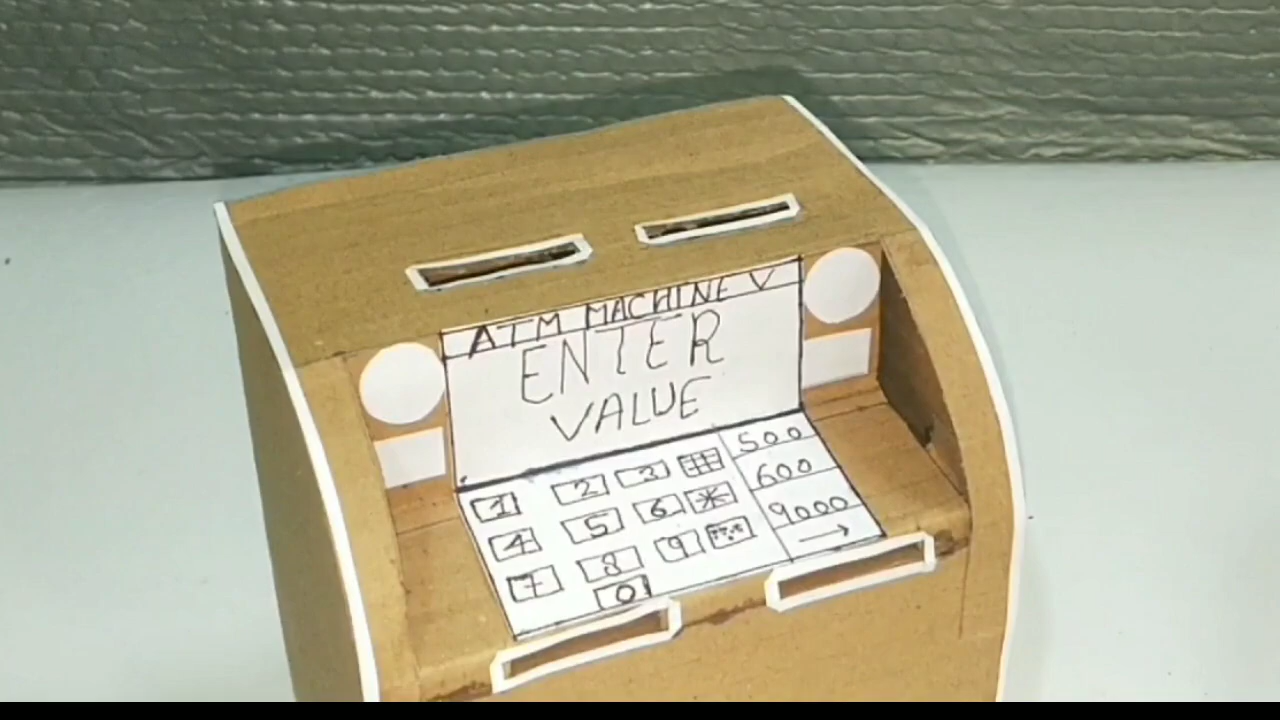 ATM MACHINE V
ENTER
VALUE
1 2 3 500
4 5 6 * 600
7 8 9 9000
0 →